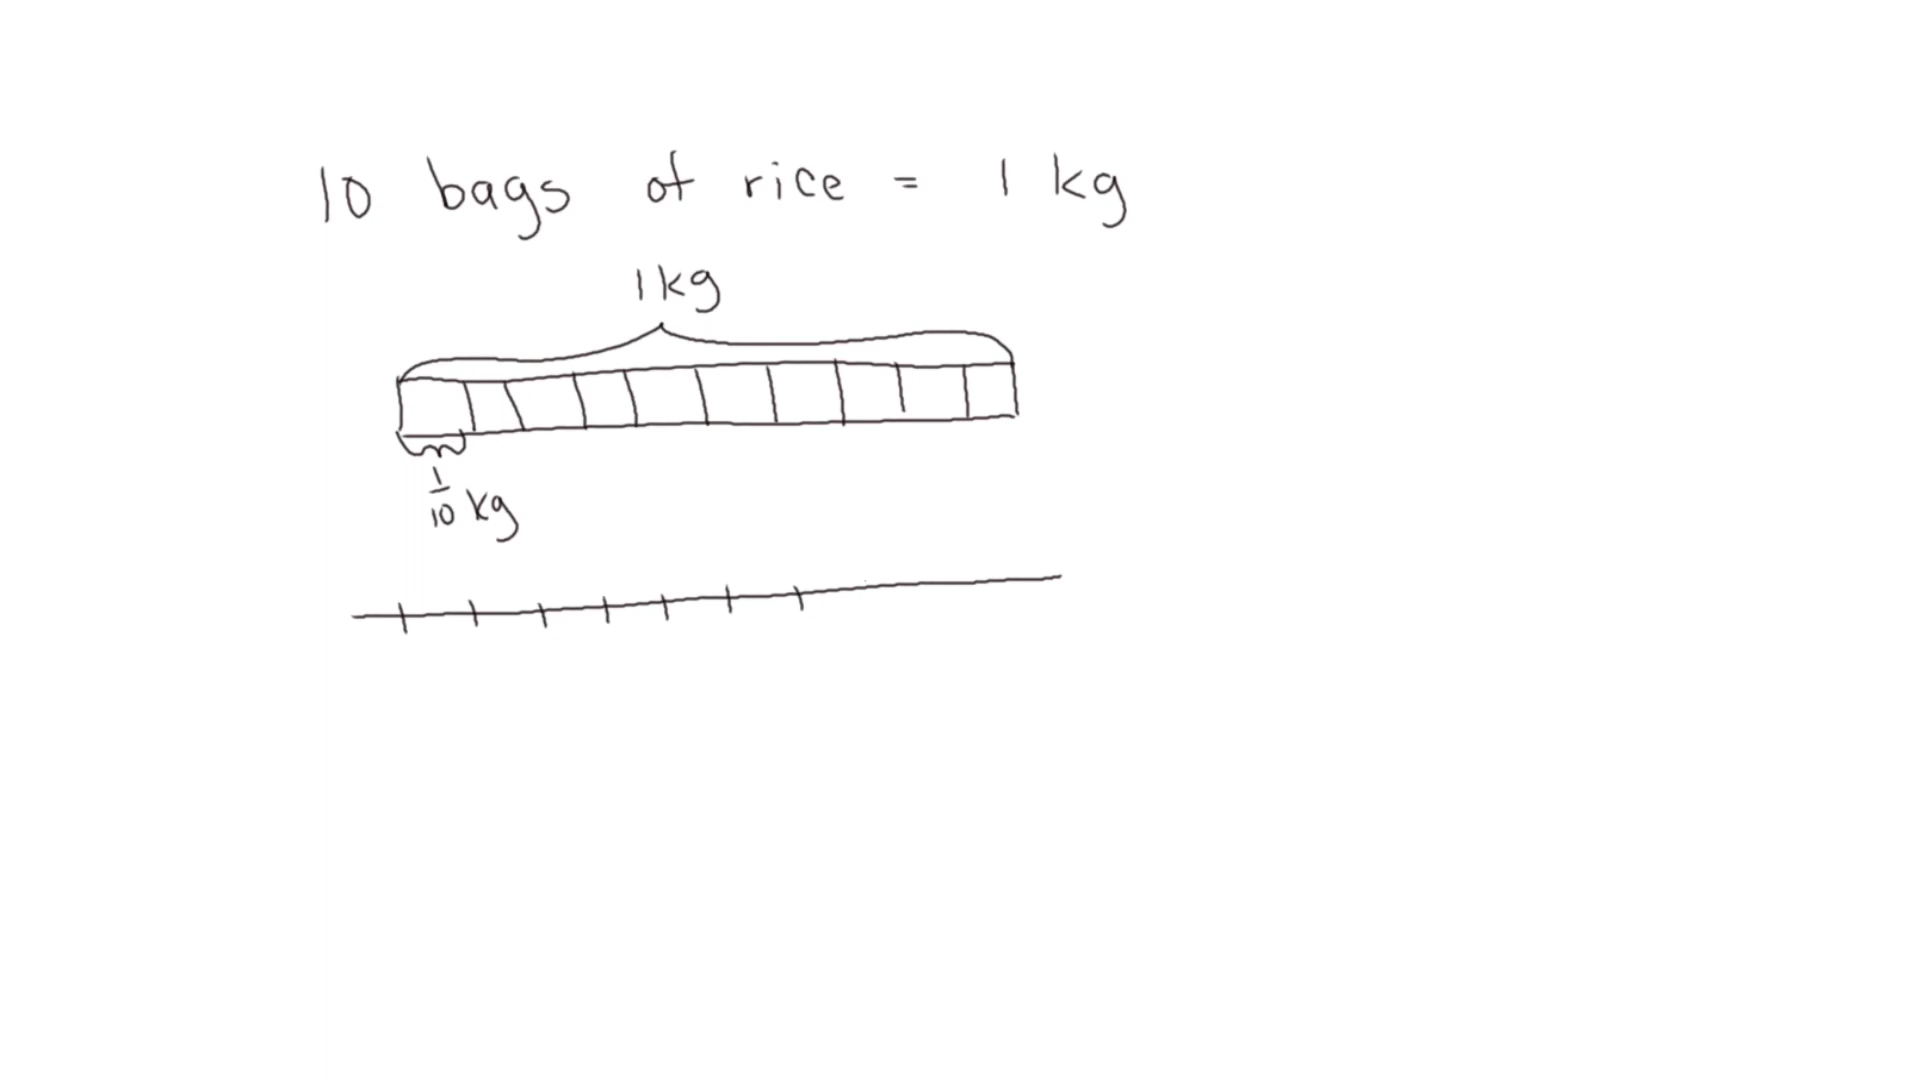 10 bags of rice = 1 kg
1 kg
1/10 kg